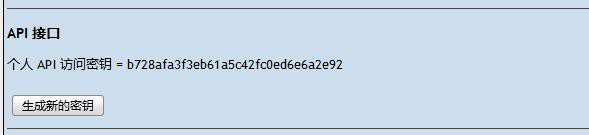 API 接口
个人 API 访问密钥 = b728afa3f3eb61a5c42fc0ed6e6a2e92
生成新的密钥